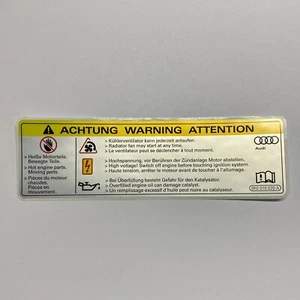 ACHTUNG WARNING ATTENTION
> Heiße Motorteile.
Bewegte Teile.
> Hot engine parts.
Moving parts.
> Pièces du moteur
chaudes.
Pièces en
mouvement.
> Kühlerventilator kann jederzeit anlaufen.
> Radiator fan may start at any time.
> Le ventilateur peut se déclencher à tout moment.
> Hochspannung, vor Berühren der Zündanlage Motor abstellen.
> High voltage! Switch off engine before touching ignition system.
> Haute tension, arrêter le moteur avant de toucher à l'allumage.
> Bei Überfüllung besteht Gefahr für den Katalysator.
> Overfilled engine oil can damage catalyst.
> Un remplissage excessif d'huile peut nuire au catalyseur.
Audi